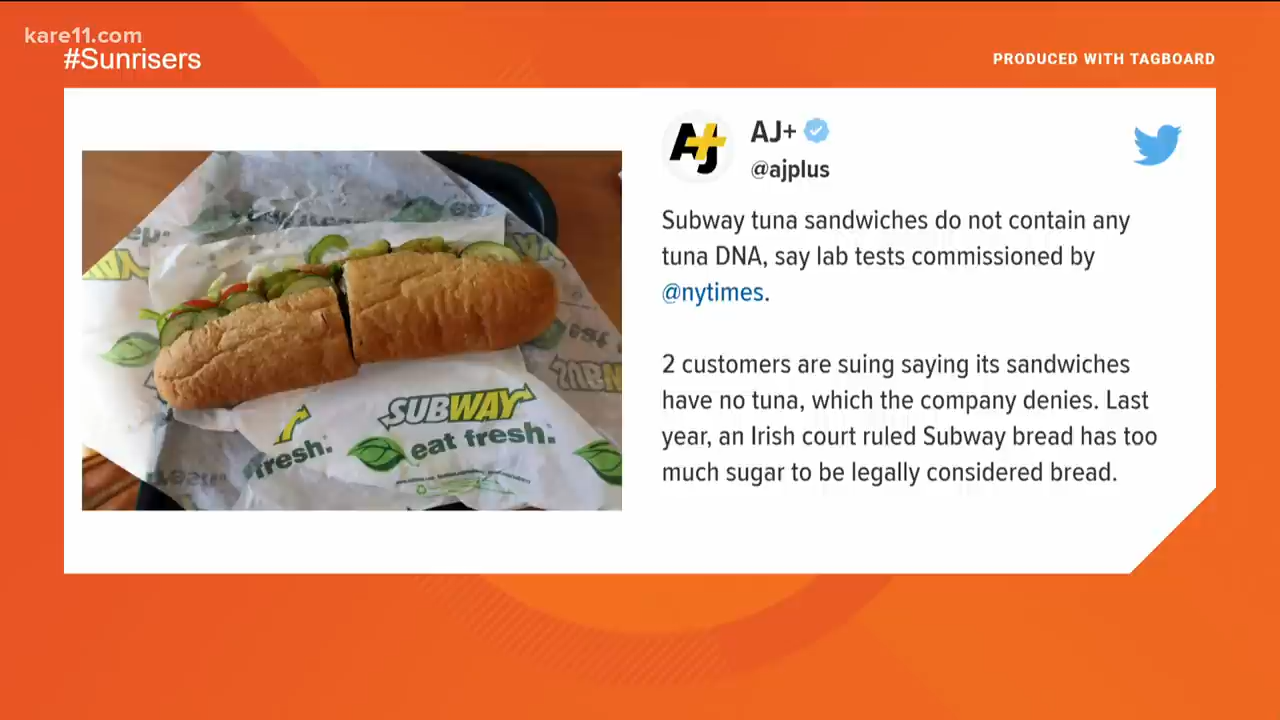 kare11.com
#Sunrisers
PRODUCED WITH TAGBOARD
AJ+
@ajplus
Subway tuna sandwiches do not contain any
tuna DNA, say lab tests commissioned by
@nytimes.
2 customers are suing saying its sandwiches
have no tuna, which the company denies. Last
year, an Irish court ruled Subway bread has too
much sugar to be legally considered bread.
SUBWAY
eat fresh.
fresh.